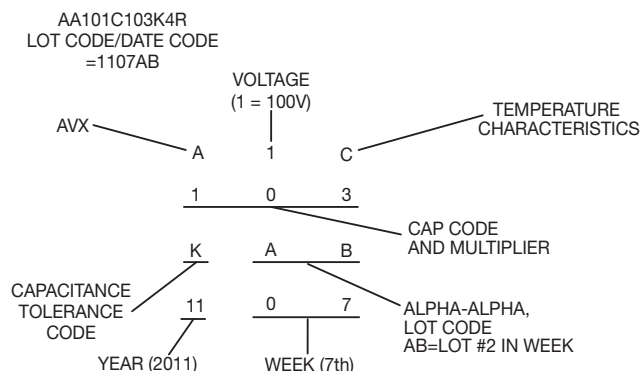 AA101C103K4R
LOT CODE/DATE CODE
=1107AB
VOLTAGE
(1 = 100V)
TEMPERATURE
CHARACTERISTICS
AVX
A 1 C
1 0 3
CAP CODE
AND MULTIPLIER
K A B
CAPACITANCE
TOLERANCE
CODE
11 0 7
ALPHA-ALPHA,
LOT CODE
AB=LOT #2 IN WEEK
YEAR (2011) WEEK (7th)